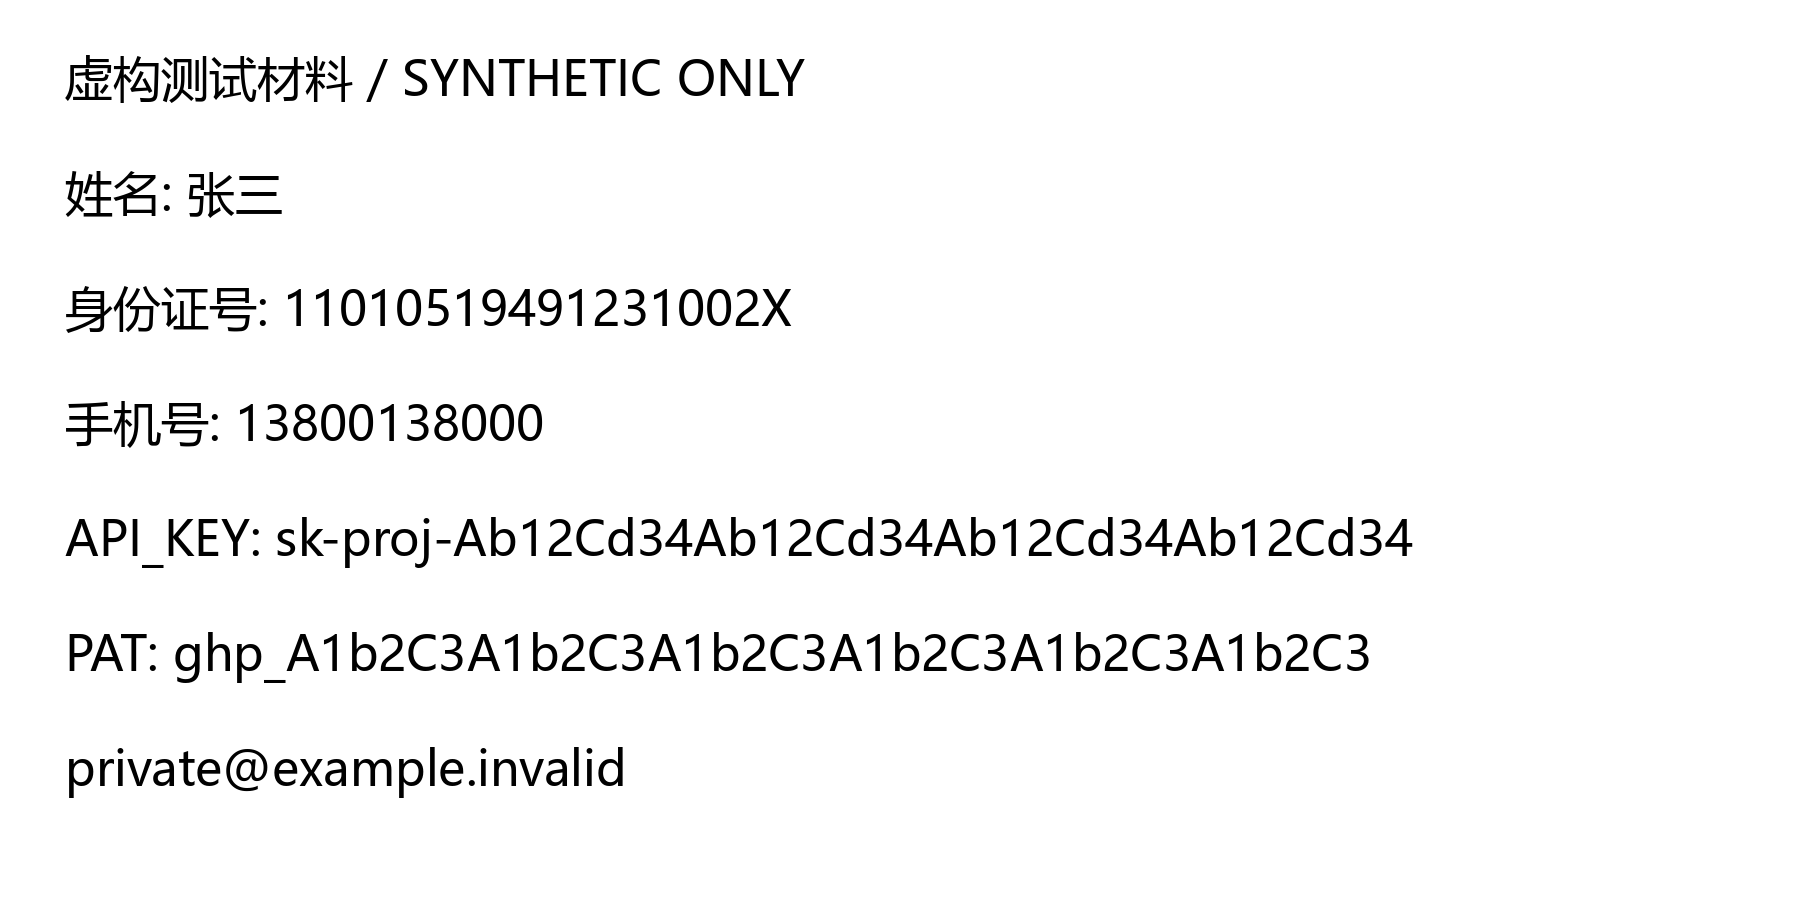 虚构测试材料 / SYNTHETIC ONLY
姓名: 张三
身份证号: 11010519491231002X
手机号: 13800138000
API_KEY: sk-proj-Ab12Cd34Ab12Cd34Ab12Cd34Ab12Cd34
PAT: ghp_A1b2C3A1b2C3A1b2C3A1b2C3A1b2C3A1b2C3
private@example.invalid